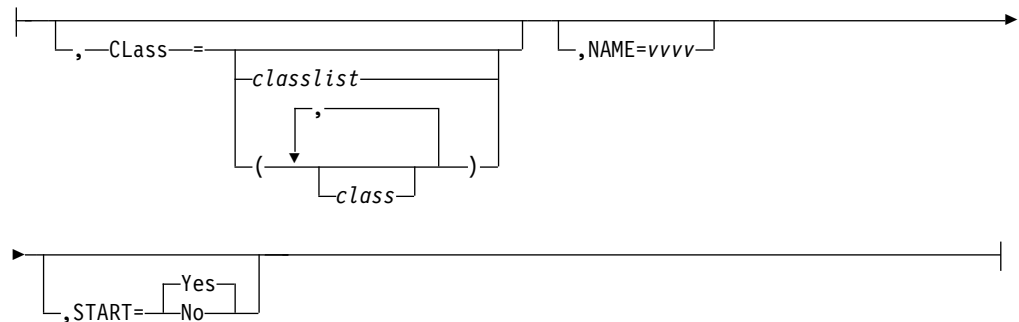 , CLass =
,NAME=vvvv
classlist
,
( )
class
Yes
,START= No